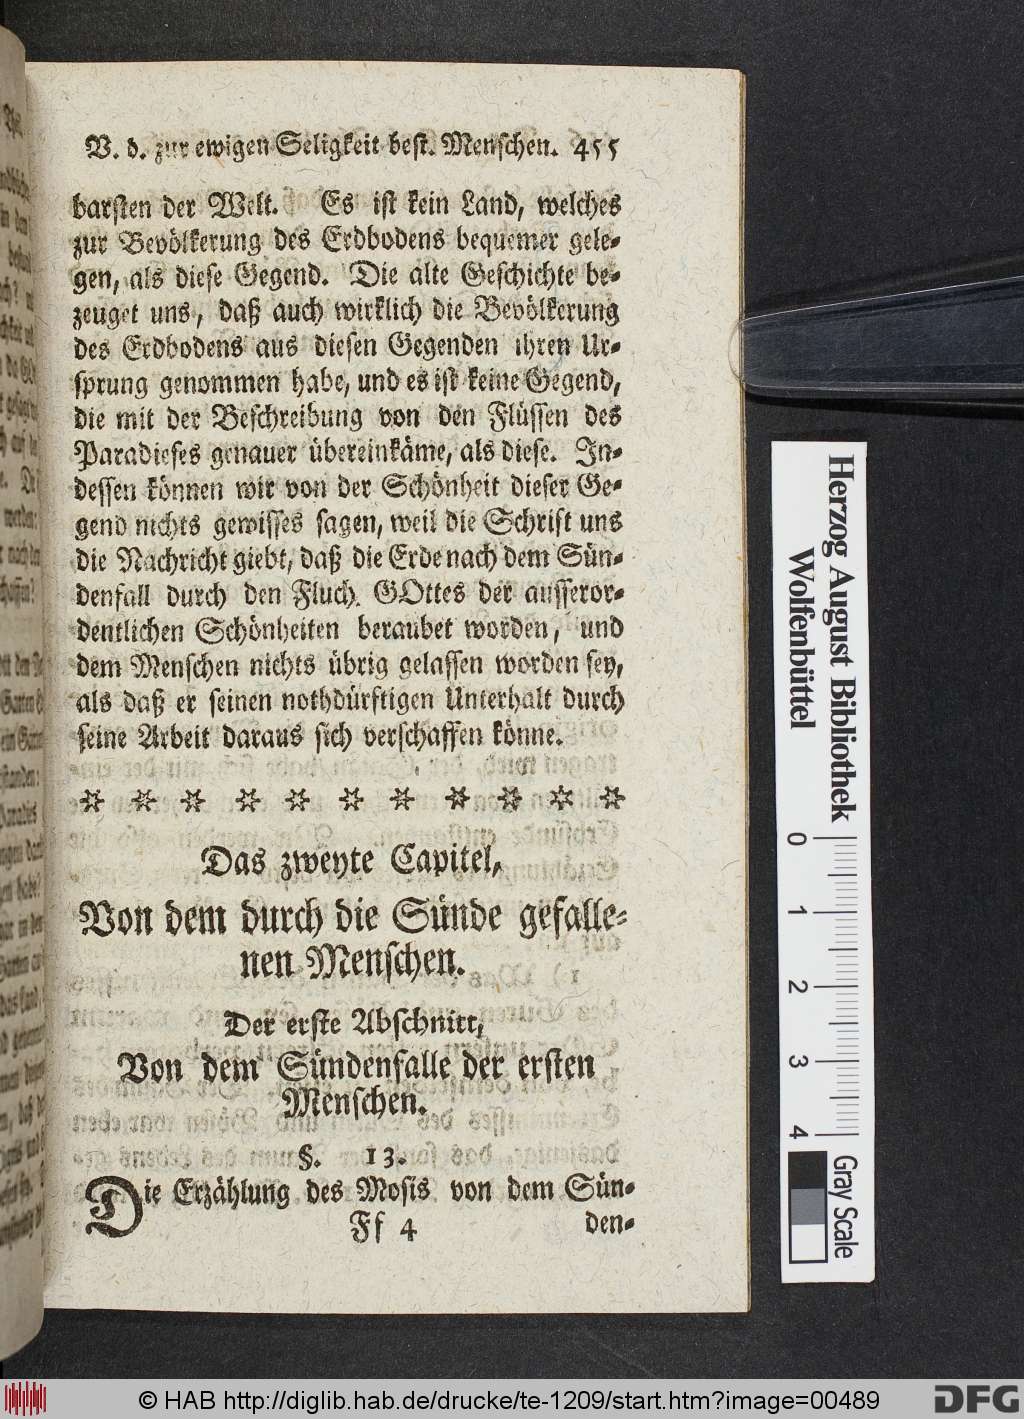 V. d. zur ewigen Seligkeit best. Menschen. 455
barsten der Welt. Es ist kein Land, welches
zur Bevölkerung des Erdbodens bequemer gele-
gen, als diese Gegend. Die alte Geschichte be-
zeuget uns, daß auch wirklich die Bevölkerung
des Erdbodens aus diesen Gegenden ihren Ur-
sprung genommen habe, und es ist keine Gegend,
die mit der Beschreibung von den Flüssen des
Paradieses genauer übereinkäme, als diese. In-
dessen können wir von der Schönheit dieser Ge-
gend nichts gewisses sagen, weil die Schrift uns
die Nachricht giebt, daß die Erde nach dem Sün-
denfall durch den Fluch GOttes der ausseror-
dentlichen Schönheiten beraubet worden, und
dem Menschen nichts übrig gelassen worden sey,
als daß er seinen nothdürftigen Unterhalt durch
seine Arbeit daraus sich verschaffen könne.
Das zweyte Capitel,
Von dem durch die Sünde gefalle-
nen Menschen.
Der erste Abschnitt,
Von dem Sündenfalle der ersten
Menschen.
§. 13.
Die Erzählung des Mosis von dem Sün-
Ff 4 den-
Herzog August Bibliothek
Wolfenbüttel
0
1
2
3
4
Gray Scale
© HAB http://diglib.hab.de/drucke/te-1209/start.htm?image=00489
DFG